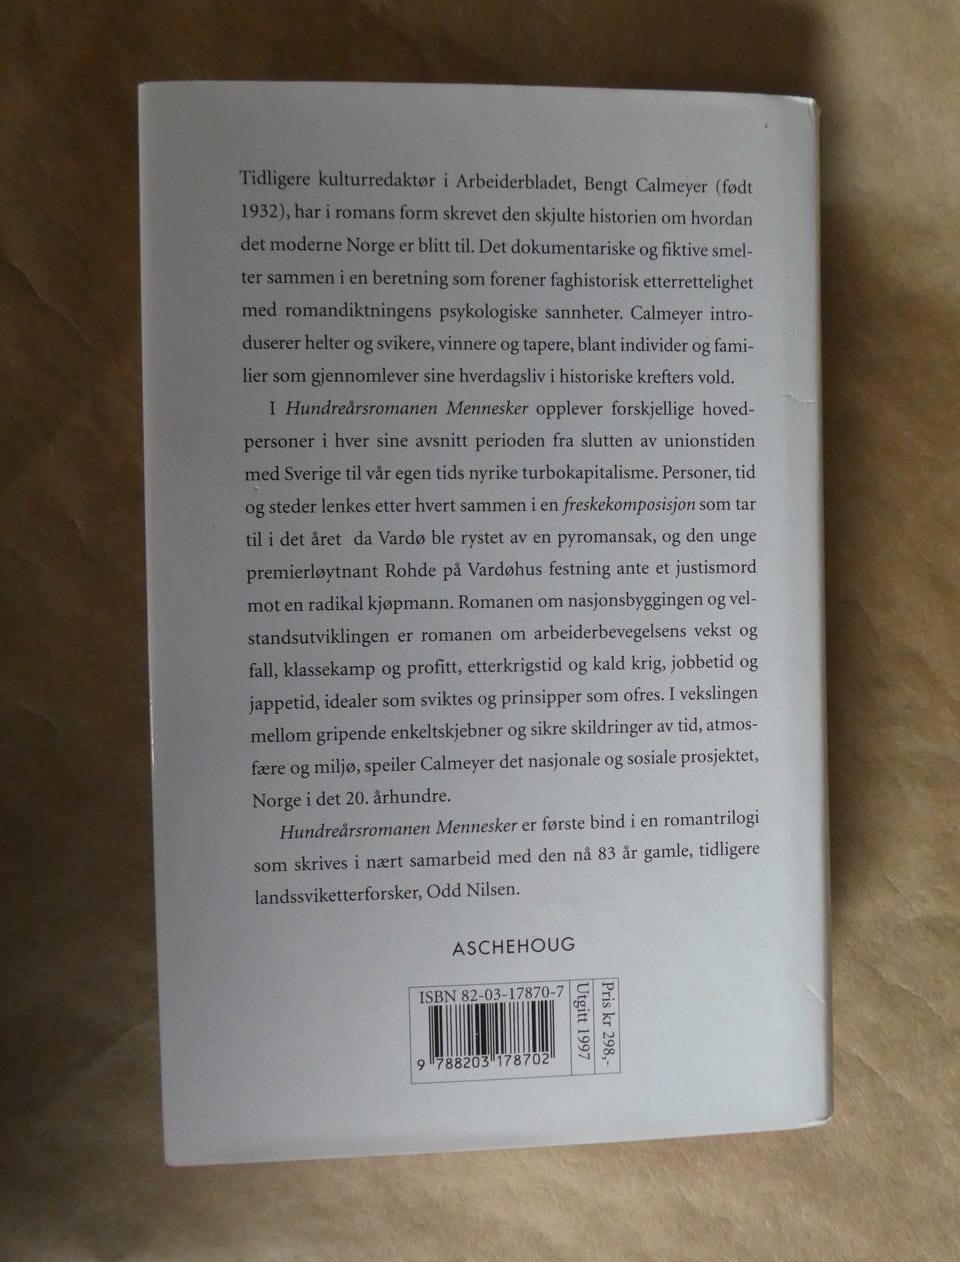 Tidligere kulturredaktør i Arbeiderbladet, Bengt Calmeyer (født
1932), har i romans form skrevet den skjulte historien om hvordan
det moderne Norge er blitt til. Det dokumentariske og fiktive smel-
ter sammen i en beretning som forener faghistorisk etterrettelighet
med romandiktningens psykologiske sannheter. Calmeyer intro-
duserer helter og svikere, vinnere og tapere, blant individer og fami-
lier som gjennomlever sine hverdagsliv i historiske krefters vold.
I Hundreårsromanen Mennesker opplever forskjellige hoved-
personer i hver sine avsnitt perioden fra slutten av unionstiden
med Sverige til vår egen tids nyrike turbokapitalisme. Personer, tid
og steder lenkes etter hvert sammen i en freskekomposisjon som tar
til i det året da Vardø ble rystet av en pyromansak, og den unge
premierløytnant Rohde på Vardøhus festning ante et justismord
mot en radikal kjøpmann. Romanen om nasjonsbyggingen og vel-
standsutviklingen er romanen om arbeiderbevegelsens vekst og
fall, klassekamp og profitt, etterkrigstid og kald krig, jobbetid og
jappetid, idealer som sviktes og prinsipper som ofres. I vekslingen
mellom gripende enkeltskjebner og sikre skildringer av tid, atmos-
fære og miljø, speiler Calmeyer det nasjonale og sosiale prosjektet,
Norge i det 20. århundre.
Hundreårsromanen Mennesker er første bind i en romantrilogi
som skrives i nært samarbeid med den nå 83 år gamle, tidligere
landssviketterforsker, Odd Nilsen.
ASCHEHOUG
ISBN 82-03-17870-7
9 788203 178702
Utgitt 1997
Pris kr 298,-